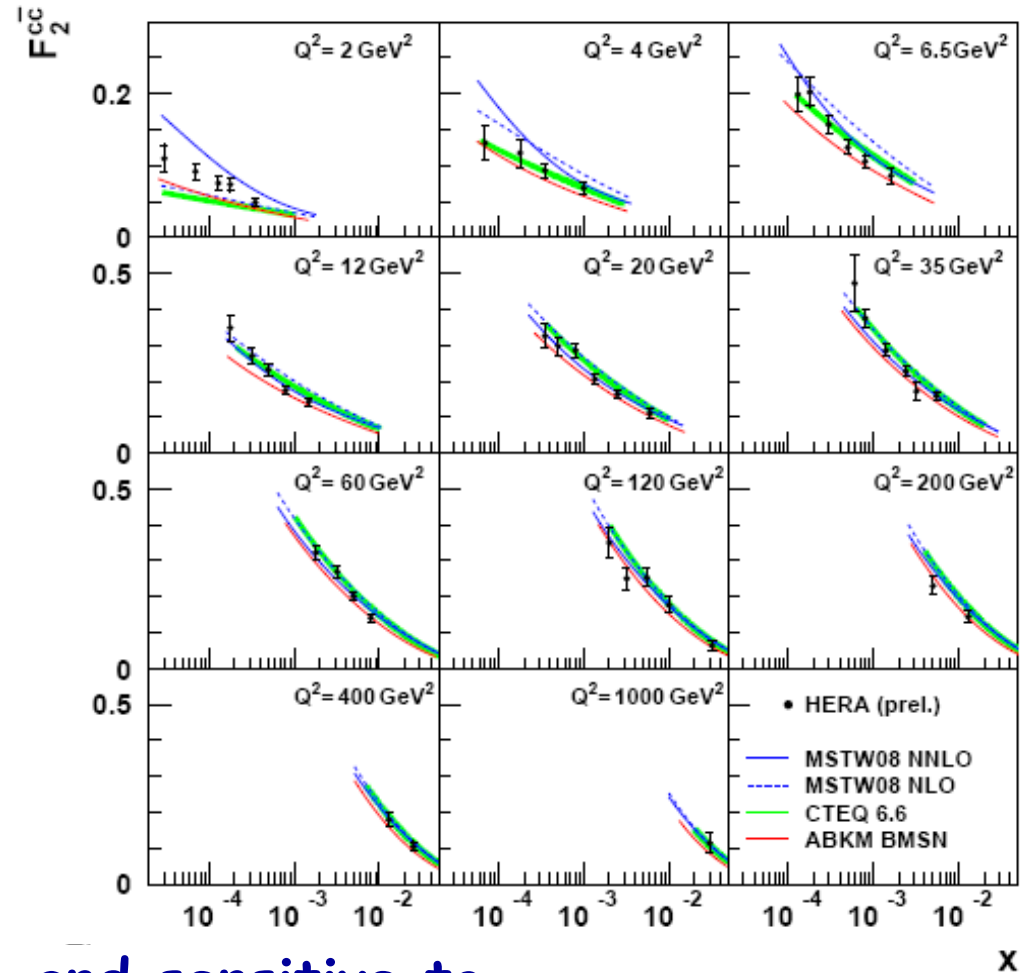 F₂^{cc̄}
Q² = 2 GeV²
Q² = 4 GeV²
Q² = 6.5 GeV²
0.2
0
Q² = 12 GeV²
Q² = 20 GeV²
Q² = 35 GeV²
0.5
0
Q² = 60 GeV²
Q² = 120 GeV²
Q² = 200 GeV²
0.5
0
Q² = 400 GeV²
Q² = 1000 GeV²
0.5
0
HERA (prel.)
MSTW08 NNLO
MSTW08 NLO
CTEQ 6.6
ABKM BMSN
10⁻⁴ 10⁻³ 10⁻² 10⁻⁴ 10⁻³ 10⁻² 10⁻⁴ 10⁻³ 10⁻²
x
and sensitive to